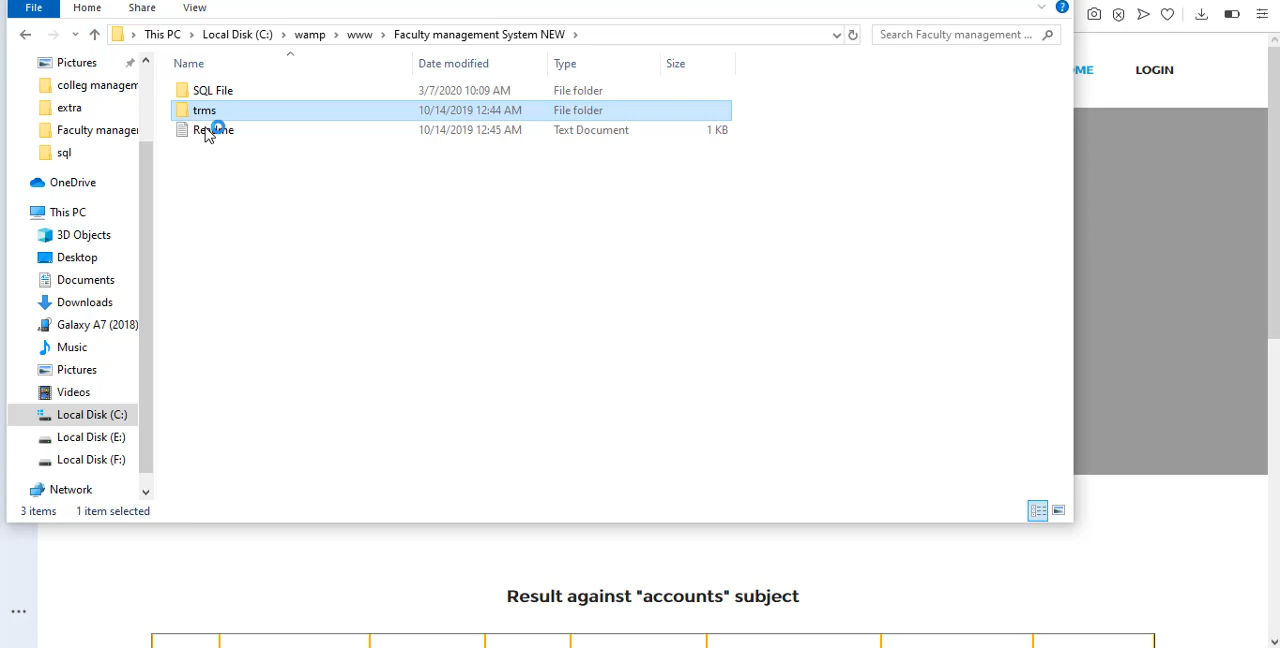 File Home Share View
This PC Local Disk (C:) wamp www Faculty management System NEW Search Faculty management ...
Name Date modified Type Size
Pictures
colleg managem
extra
Faculty manager
sql
OneDrive
This PC
3D Objects
Desktop
Documents
Downloads
Galaxy A7 (2018)
Music
Pictures
Videos
Local Disk (C:)
Local Disk (E:)
Local Disk (F:)
Network
SQL File 3/7/2020 10:09 AM File folder
trms 10/14/2019 12:44 AM File folder
10/14/2019 12:45 AM Text Document 1 KB
3 items 1 item selected
ME LOGIN
Result against "accounts" subject